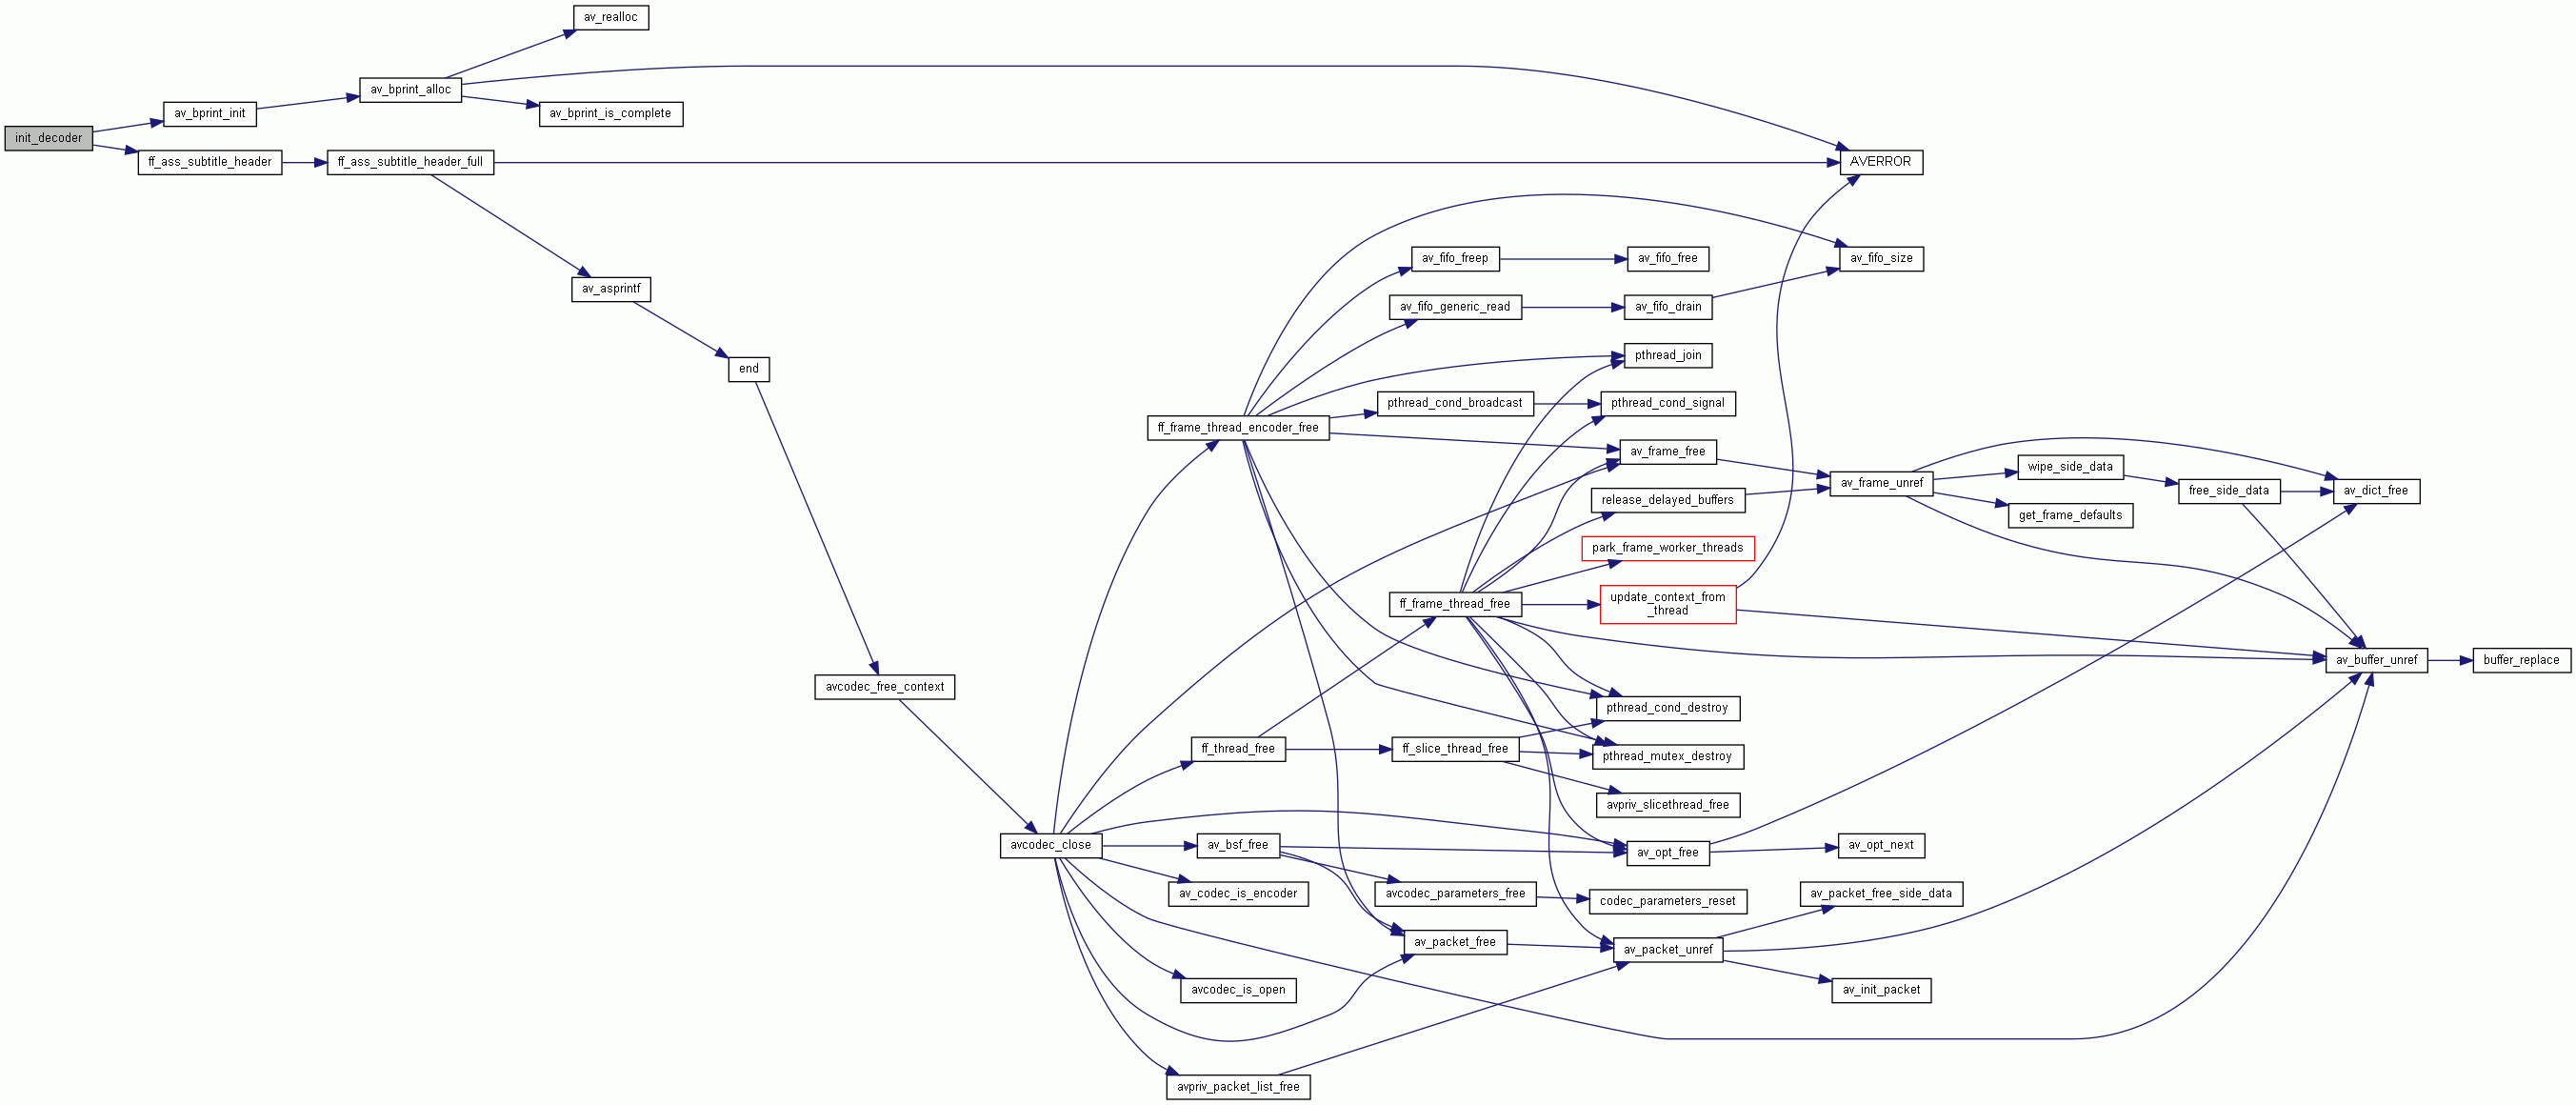 av_realloc
av_bprint_alloc
av_bprint_init
av_bprint_is_complete
init_decoder
ff_ass_subtitle_header
ff_ass_subtitle_header_full
AVERROR
av_fifo_freep
av_fifo_free
av_fifo_size
av_asprintf
av_fifo_generic_read
av_fifo_drain
pthread_join
end
pthread_cond_broadcast
pthread_cond_signal
ff_frame_thread_encoder_free
av_frame_free
wipe_side_data
av_frame_unref
free_side_data
av_dict_free
release_delayed_buffers
get_frame_defaults
park_frame_worker_threads
ff_frame_thread_free
update_context_from
_thread
av_buffer_unref
buffer_replace
avcodec_free_context
pthread_cond_destroy
ff_thread_free
ff_slice_thread_free
pthread_mutex_destroy
avpriv_slicethread_free
avcodec_close
av_bsf_free
av_opt_free
av_opt_next
av_codec_is_encoder
avcodec_parameters_free
codec_parameters_reset
av_packet_free_side_data
av_packet_free
av_packet_unref
avcodec_is_open
av_init_packet
avpriv_packet_list_free